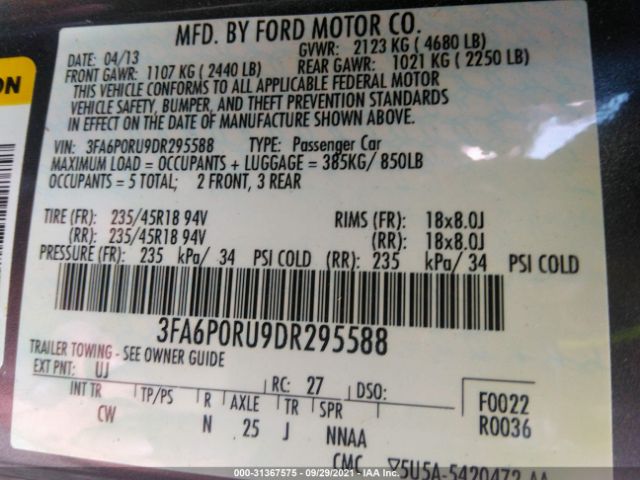 MFD. BY FORD MOTOR CO.
DATE: 04/13 GVWR: 2123 KG ( 4680 LB)
FRONT GAWR: 1107 KG ( 2440 LB) REAR GAWR: 1021 KG ( 2250 LB)
THIS VEHICLE CONFORMS TO ALL APPLICABLE FEDERAL MOTOR
VEHICLE SAFETY, BUMPER, AND THEFT PREVENTION STANDARDS
IN EFFECT ON THE DATE OF MANUFACTURE SHOWN ABOVE.
VIN: 3FA6P0RU9DR295588 TYPE: Passenger Car
MAXIMUM LOAD = OCCUPANTS + LUGGAGE = 385KG/ 850LB
OCCUPANTS = 5 TOTAL; 2 FRONT, 3 REAR
TIRE (FR): 235/45R18 94V RIMS (FR): 18x8.0J
(RR): 235/45R18 94V (RR): 18x8.0J
PRESSURE (FR): 235 kPa/ 34 PSI COLD (RR): 235 kPa/ 34 PSI COLD
3FA6P0RU9DR295588
TRAILER TOWING - SEE OWNER GUIDE
EXT PNT: UJ RC: 27 DSO:
INT TR TP/PS R AXLE TR SPR F0022
CW N 25 J NNAA R0036
CMC ▽5U5A-5420472-AA
ON
000-31367575 - 09/29/2021 - IAA Inc.